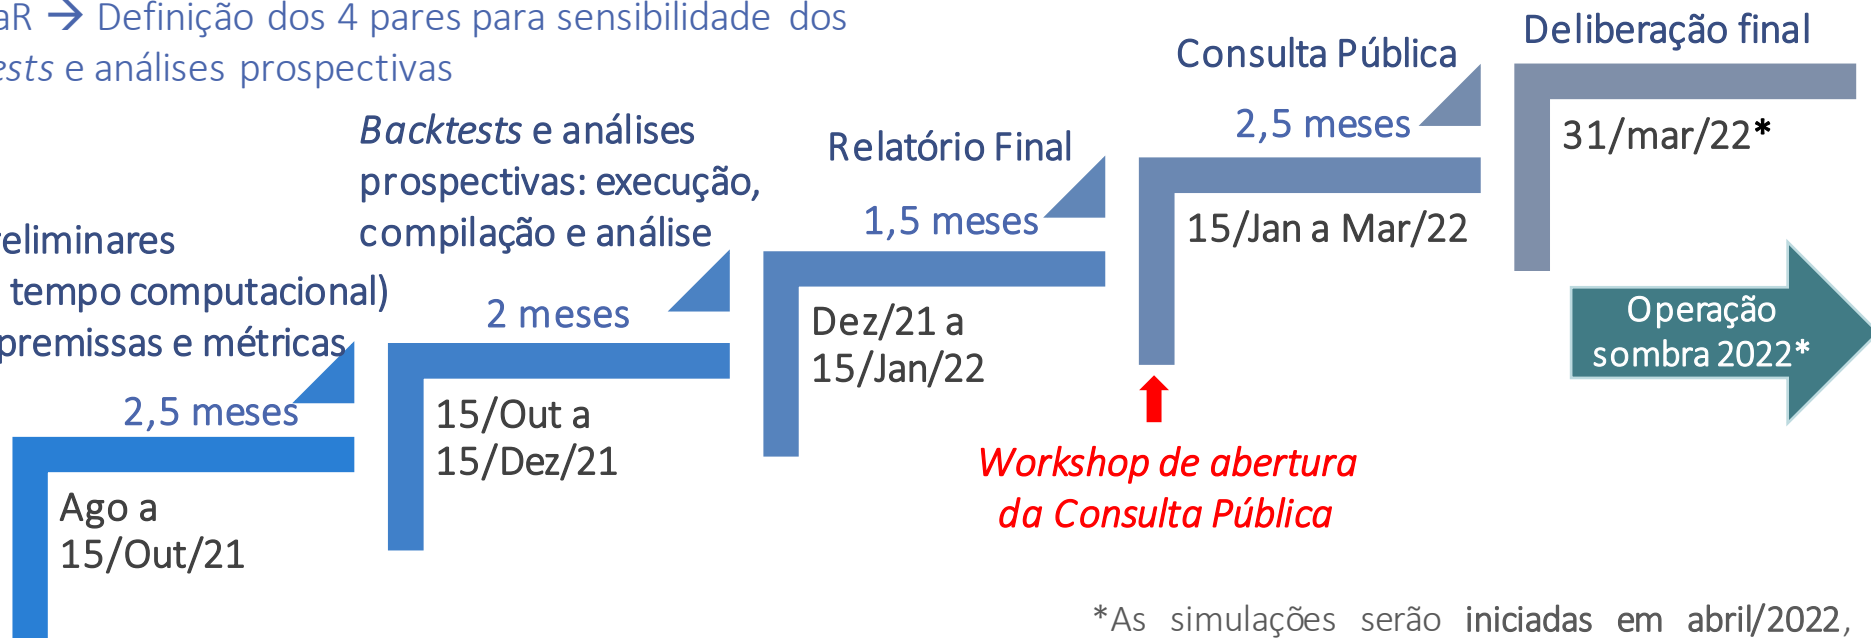 aR → Definição dos 4 pares para sensibilidade dos
ests e análises prospectivas
reliminares
tempo computacional)
premissas e métricas
2,5 meses
Ago a
15/Out/21
Backtests e análises
prospectivas: execução,
compilação e análise
2 meses
15/Out a
15/Dez/21
Relatório Final
1,5 meses
Dez/21 a
15/Jan/22
Consulta Pública
2,5 meses
15/Jan a Mar/22
Workshop de abertura
da Consulta Pública
Deliberação final
31/mar/22*
Operação
sombra 2022*
*As simulações serão iniciadas em abril/2022,